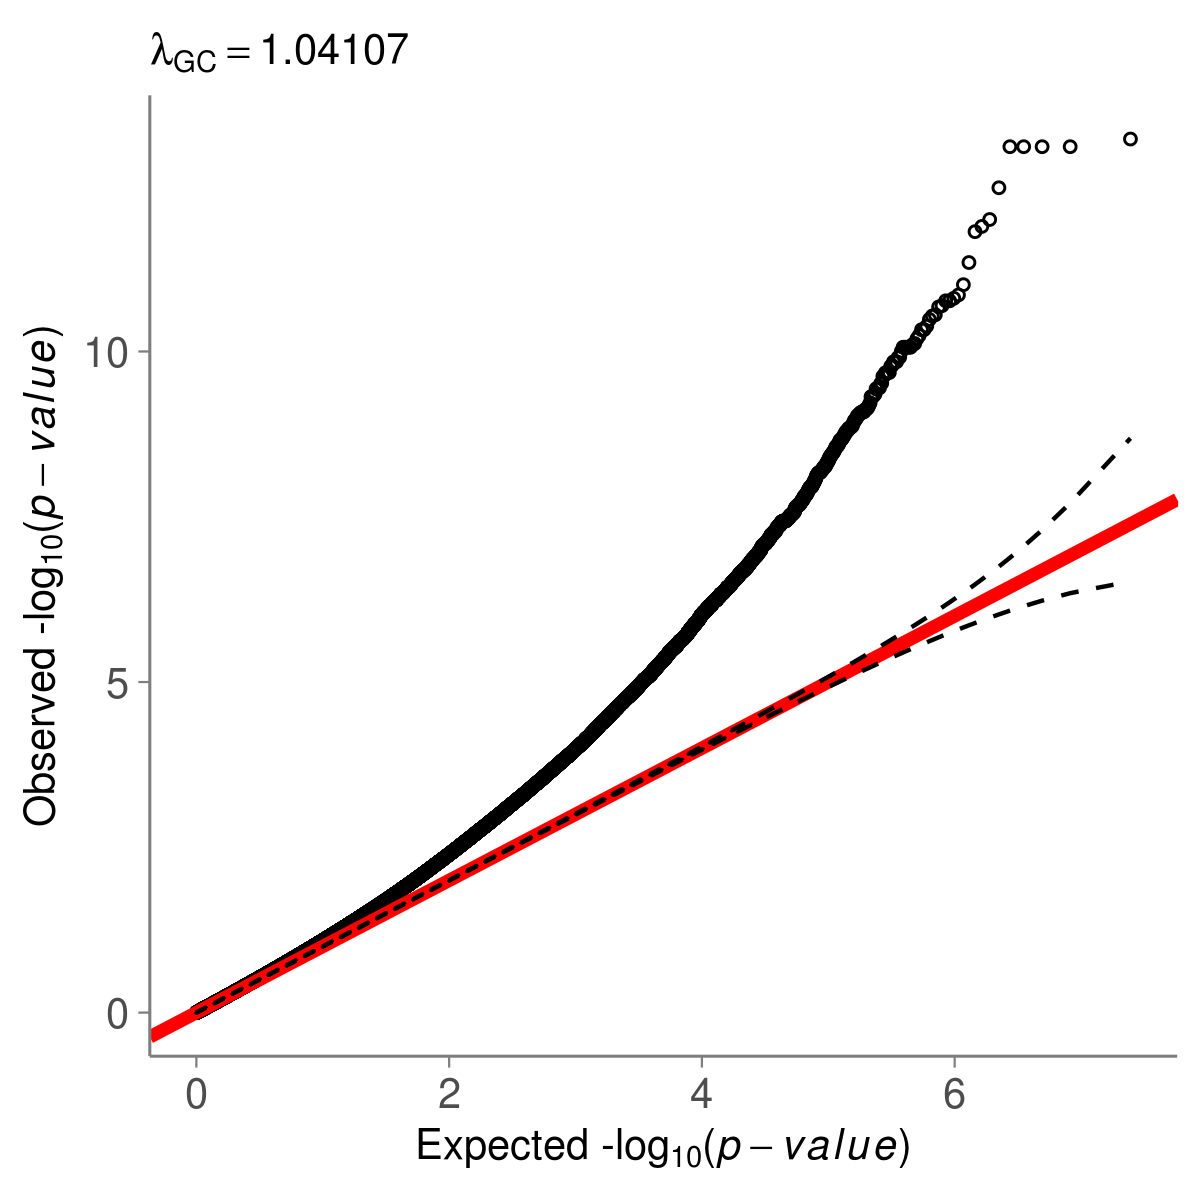 λGC = 1.04107
Observed -log10(p − value)
10
5
0
0 2 4 6
Expected -log10(p − value)